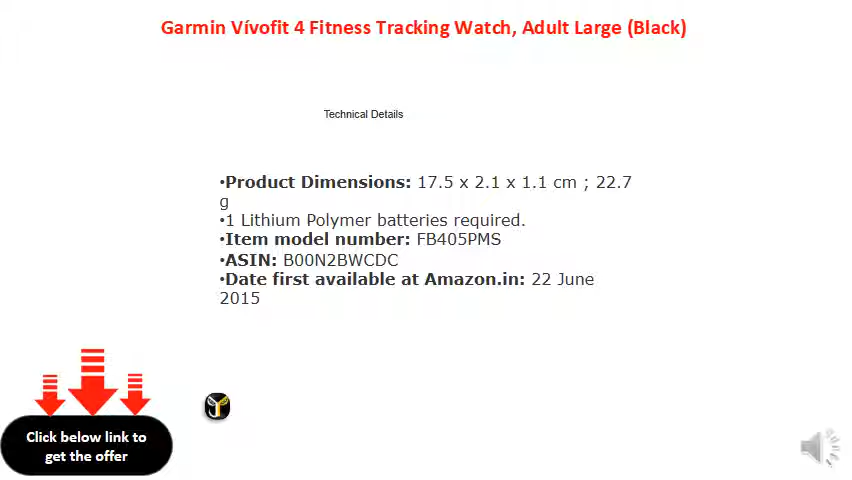 Garmin Vívofit 4 Fitness Tracking Watch, Adult Large (Black)
Technical Details
•Product Dimensions: 17.5 x 2.1 x 1.1 cm ; 22.7
g
•1 Lithium Polymer batteries required.
•Item model number: FB405PMS
•ASIN: B00N2BWCDC
•Date first available at Amazon.in: 22 June
2015
Click below link to
get the offer